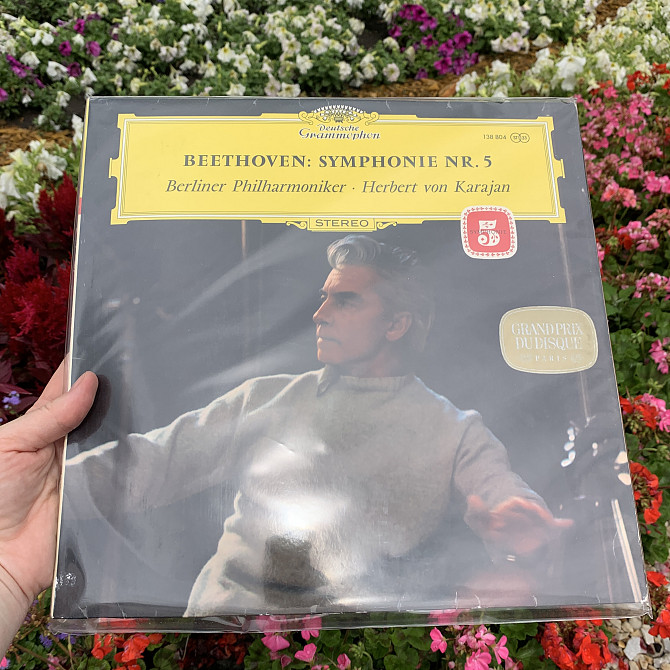 Deutsche
Grammophon
138 804
BEETHOVEN: SYMPHONIE NR. 5
Berliner Philharmoniker · Herbert von Karajan
STEREO
5
GRAND PRIX
DU DISQUE
PARIS